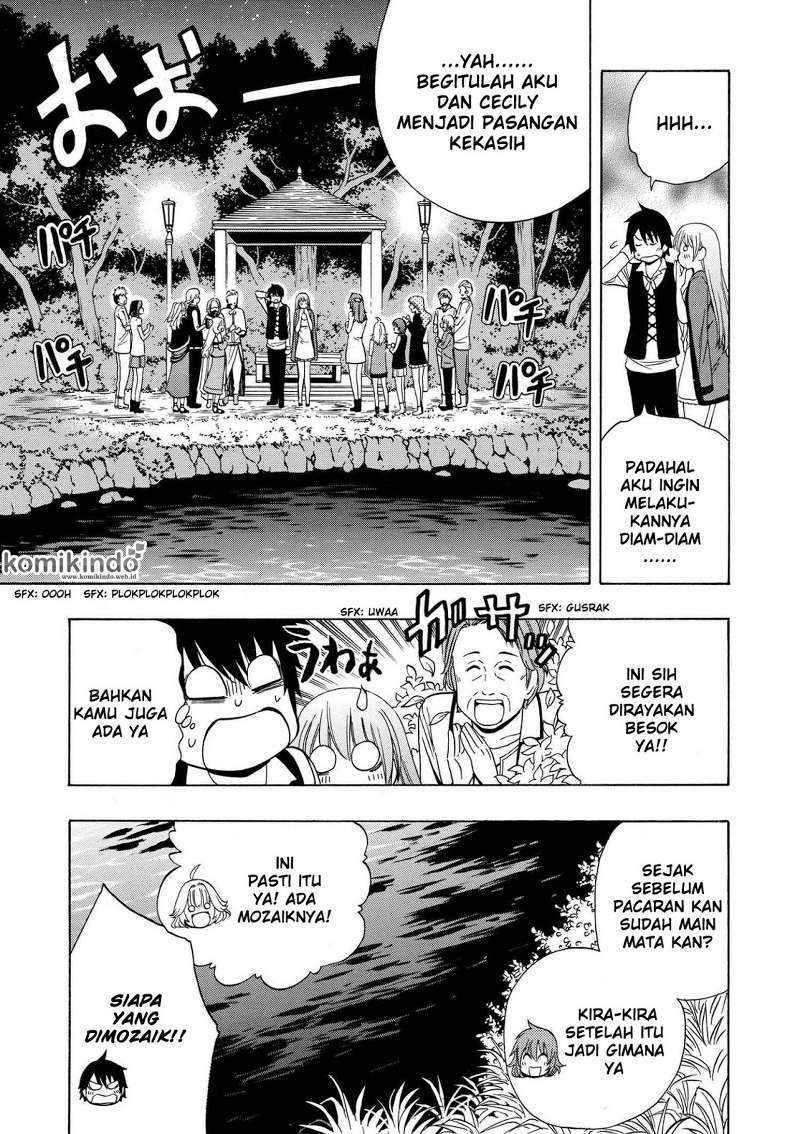 HHH...
PADAHAL
AKU INGIN
MELAKU-
KANNYA
DIAM-DIAM
......
...YAH......
BEGITULAH AKU
DAN CECILY
MENJADI PASANGAN
KEKASIH
おおー
パチ
パチ
パチ
パチ
komikindo
www.komikindo.web.id
SFX: OOOH SFX: PLOKPLOKPLOKPLOK
SFX: GUSRAK
ガサッ
INI SIH
SEGERA
DIRAYAKAN
BESOK
YA!!
SFX: UWAA
うわぁ
BAHKAN
KAMU JUGA
ADA YA
SEJAK
SEBELUM
PACARAN KAN
SUDAH MAIN
MATA KAN?
KIRA-KIRA
SETELAH ITU
JADI GIMANA
YA
INI
PASTI ITU
YA! ADA
MOZAIKNYA!
SIAPA
YANG
DIMOZAIK!!